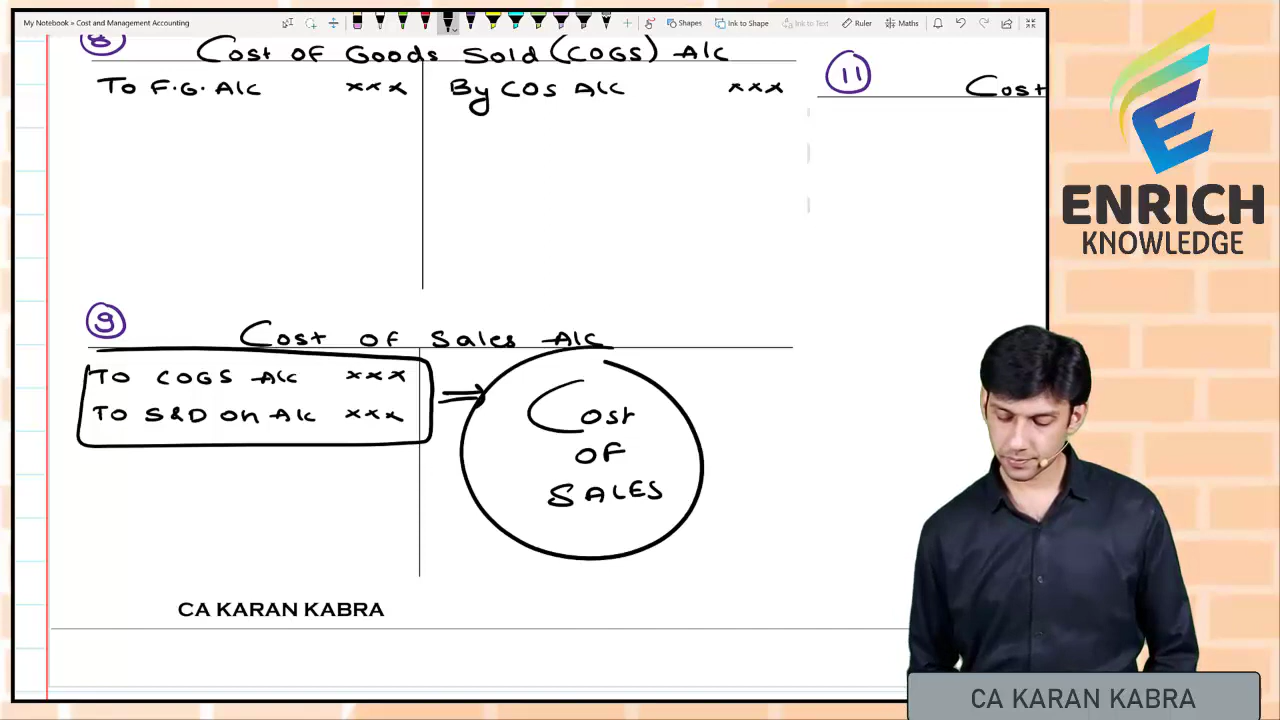 My Notebook » Cost and Management Accounting
Shapes
Ink to Shape
Ink to Text
Ruler
Maths
8
Cost of Goods Sold (COGS) A/c
To F.G. A/c xxx
By COS A/c xxx
11
Cost
9
Cost of Sales A/c
To COGS A/c xxx
To S&D OH A/c xxx
Cost
OF
SALES
CA KARAN KABRA
ENRICH
KNOWLEDGE
CA KARAN KABRA